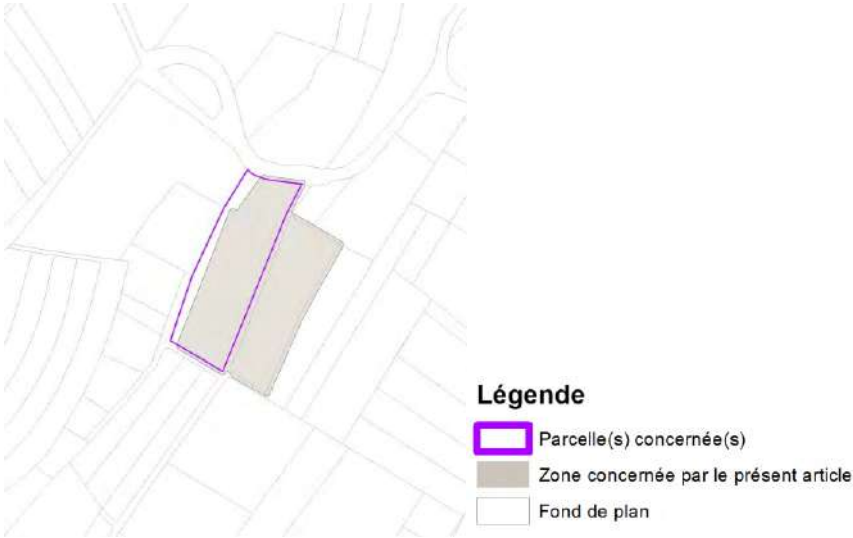 Légende
Parcelle(s) concernée(s)
Zone concernée par le présent article
Fond de plan